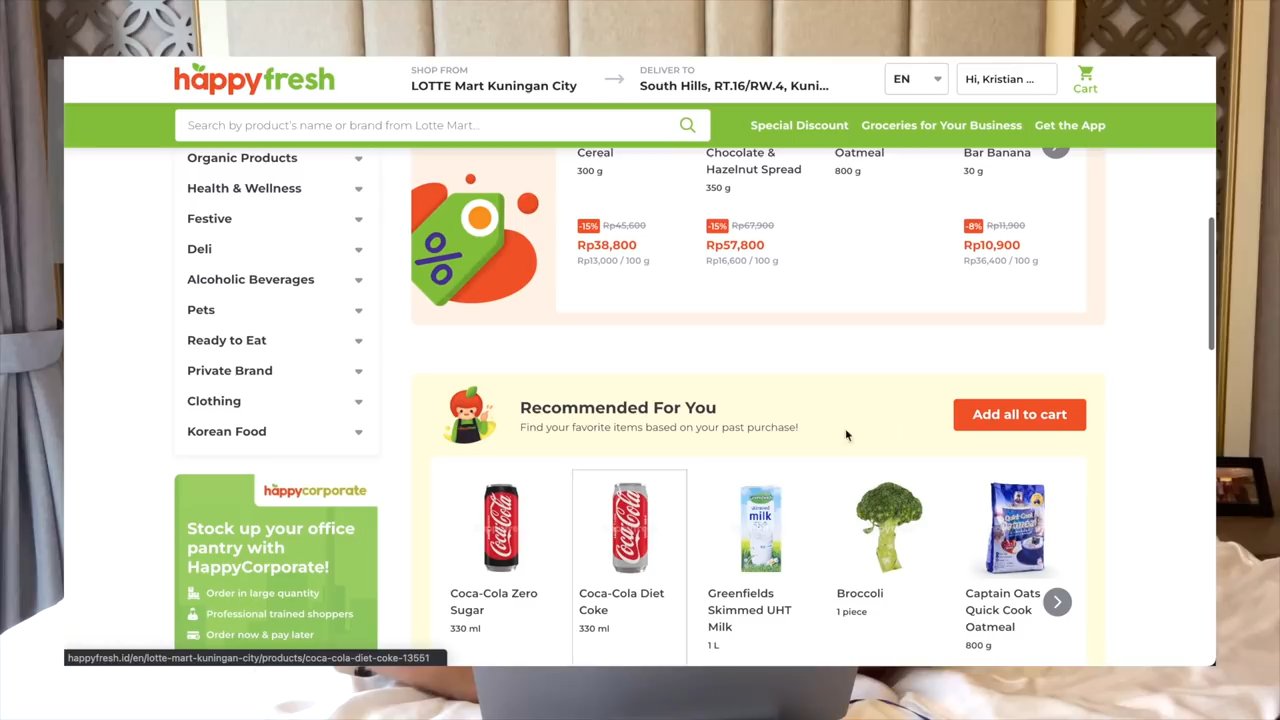 happyfresh
SHOP FROM
LOTTE Mart Kuningan City
DELIVER TO
South Hills, RT.16/RW.4, Kuni...
EN
Hi, Kristian ...
Cart
Search by product's name or brand from Lotte Mart...
Special Discount
Groceries for Your Business
Get the App
Organic Products
Health & Wellness
Festive
Deli
Alcoholic Beverages
Pets
Ready to Eat
Private Brand
Clothing
Korean Food
%
Cereal
300 g
-15% Rp45,600
Rp38,800
Rp13,000 / 100 g
Chocolate &
Hazelnut Spread
350 g
-15% Rp67,900
Rp57,800
Rp16,600 / 100 g
Oatmeal
800 g
Bar Banana
30 g
-8% Rp11,900
Rp10,900
Rp36,400 / 100 g
Recommended For You
Find your favorite items based on your past purchase!
Add all to cart
Coca-Cola
Coca-Cola Zero
Sugar
330 ml
Coca-Cola
Coca-Cola Diet
Coke
330 ml
milk
Greenfields
Skimmed UHT
Milk
1 L
Broccoli
1 piece
Quick Cook
Oatmeal
Captain Oats
Quick Cook
Oatmeal
800 g
happycorporate
Stock up your office
pantry with
HappyCorporate!
Order in large quantity
Professional trained shoppers
Order now & pay later
happyfresh.id/en/lotte-mart-kuningan-city/products/coca-cola-diet-coke-13551